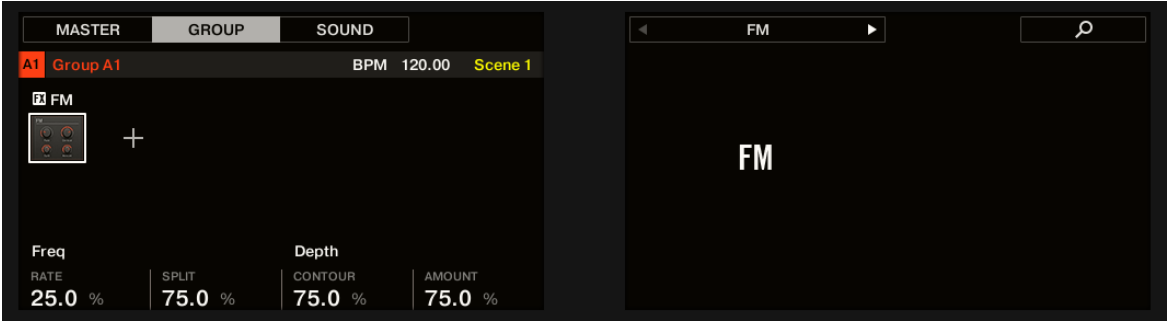 MASTER GROUP SOUND
A1 Group A1 BPM 120.00 Scene 1
FX FM
Freq Depth
RATE SPLIT CONTOUR AMOUNT
25.0 % 75.0 % 75.0 % 75.0 %
FM
FM